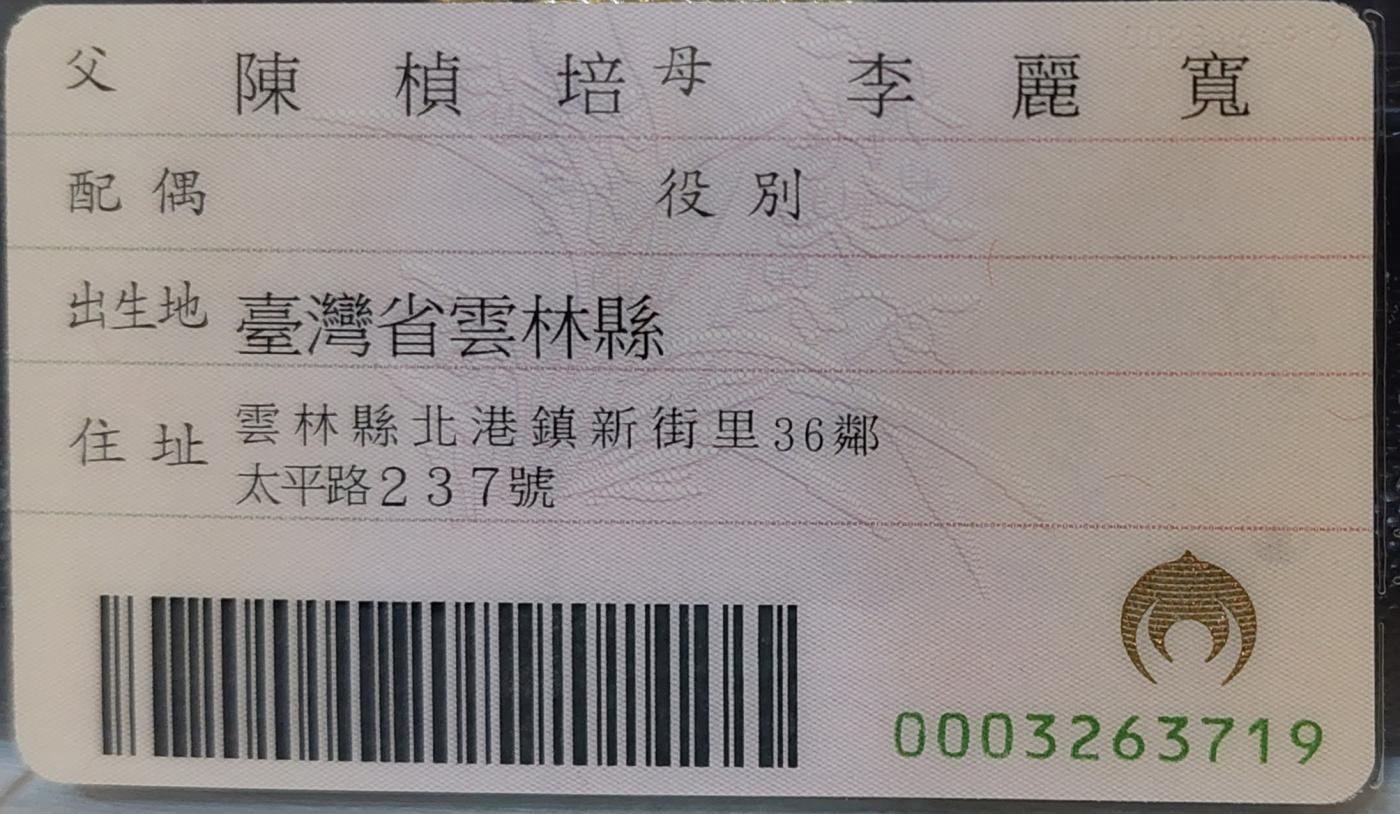 父 陳楨培 母 李麗寬
配偶 役別
出生地 臺灣省雲林縣
住址 雲林縣北港鎮新街里36鄰
太平路237號
0003263719